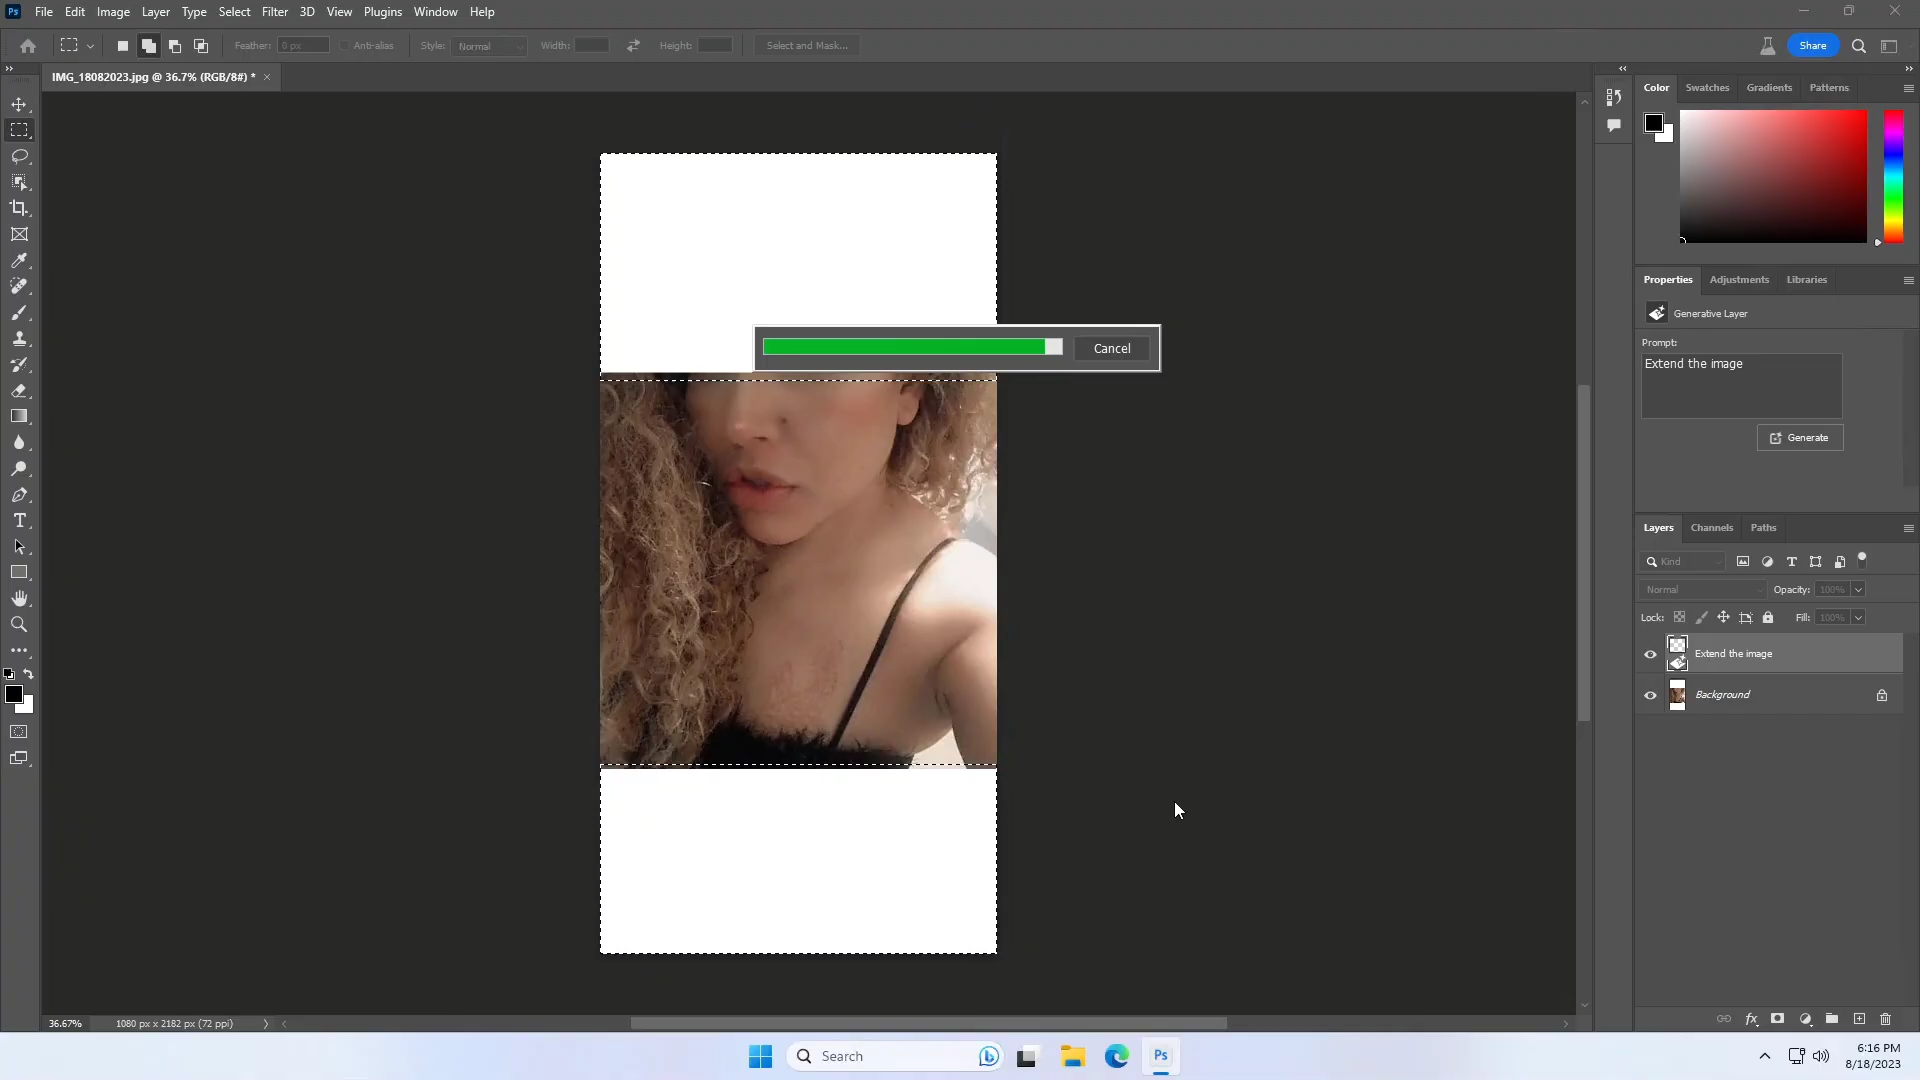 Ps File Edit Image Layer Type Select Filter 3D View Plugins Window Help
Feather: 0 px Anti-alias Style: Normal Width: Height: Select and Mask... Share
IMG_18082023.jpg @ 36.7% (RGB/8#) * ×
Color Swatches Gradients Patterns
Properties Adjustments Libraries
Generative Layer
Prompt:
Extend the image
Generate
Cancel
Layers Channels Paths
Kind
Normal Opacity: 100%
Lock: Fill: 100%
Extend the image
Background
36.67% 1080 px x 2182 px (72 ppi)
Search
Ps
6:16 PM
8/18/2023